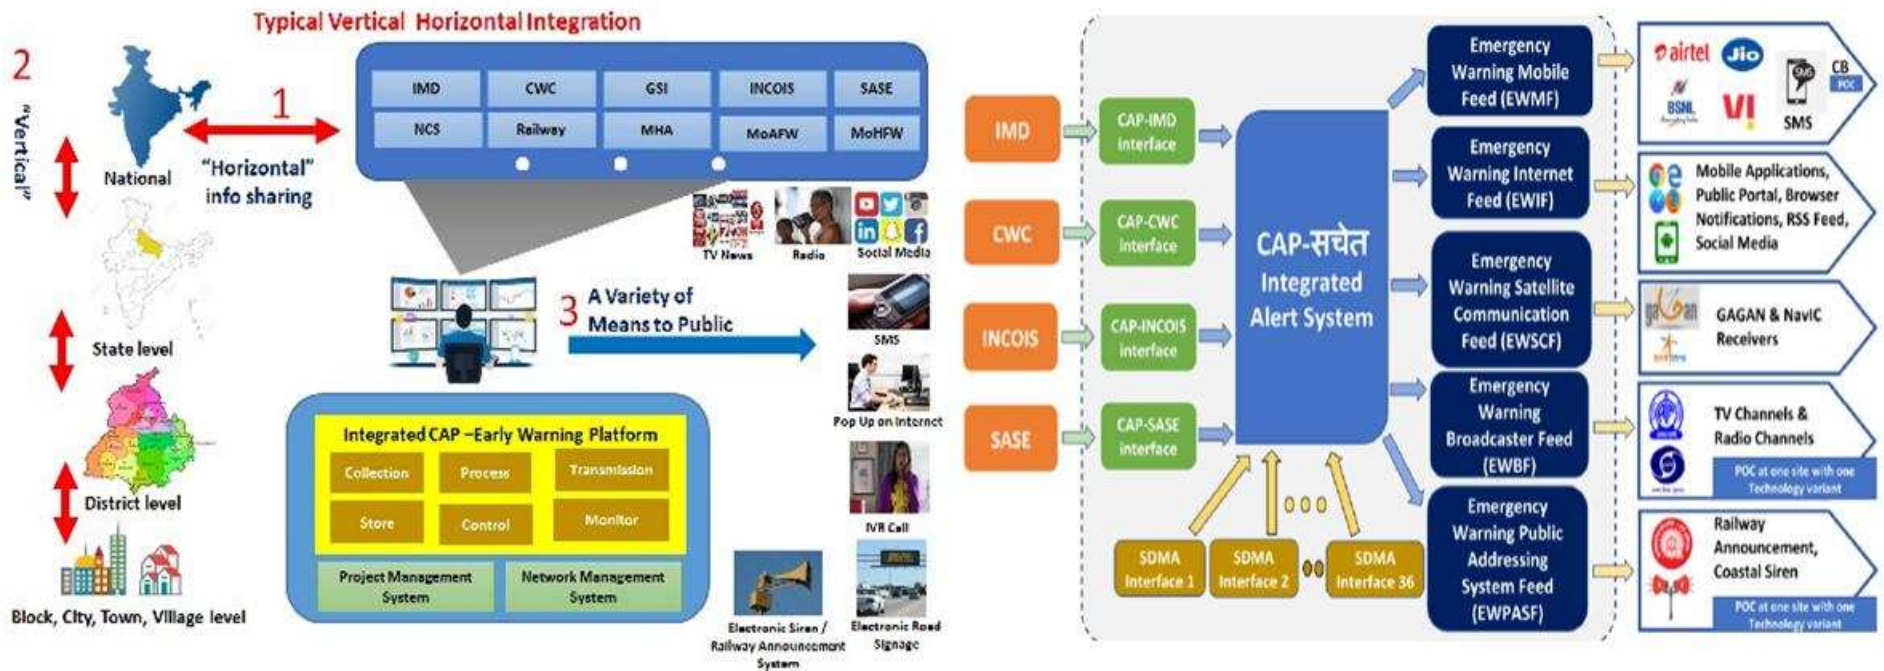 Typical Vertical Horizontal Integration
2
"Vertical"
1
"Horizontal"
info sharing
National
State level
District level
Block, City, Town, Village level
IMD
CWC
GSI
INCOIS
SASE
NCS
Railway
MHA
MoAFW
MoHFW
TV News
Radio
Social Media
3
A Variety of
Means to Public
SMS
Pop Up on Internet
IVR Call
Electronic Siren /
Railway Announcement
System
Electronic Road
Signage
Integrated CAP –Early Warning Platform
Collection
Process
Transmission
Store
Control
Monitor
Project Management
System
Network Management
System
IMD
CWC
INCOIS
SASE
CAP-IMD
interface
CAP-CWC
interface
CAP-INCOIS
interface
CAP-SASE
interface
CAP-सचेत
Integrated
Alert System
SDMA
Interface 1
SDMA
Interface 2
SDMA
Interface 36
Emergency
Warning Mobile
Feed (EWMF)
Emergency
Warning Internet
Feed (EWIF)
Emergency
Warning Satellite
Communication
Feed (EWSCF)
Emergency
Warning
Broadcaster Feed
(EWBF)
Emergency
Warning Public
Addressing
System Feed
(EWPASF)
airtel
Jio
BSNL
VI
SMS
SMS
CB
POC
Mobile Applications,
Public Portal, Browser
Notifications, RSS Feed,
Social Media
gagan
GAGAN & NavIC
Receivers
TV Channels &
Radio Channels
POC at one site with one
Technology variant
Railway
Announcement,
Coastal Siren
POC at one site with one
Technology variant